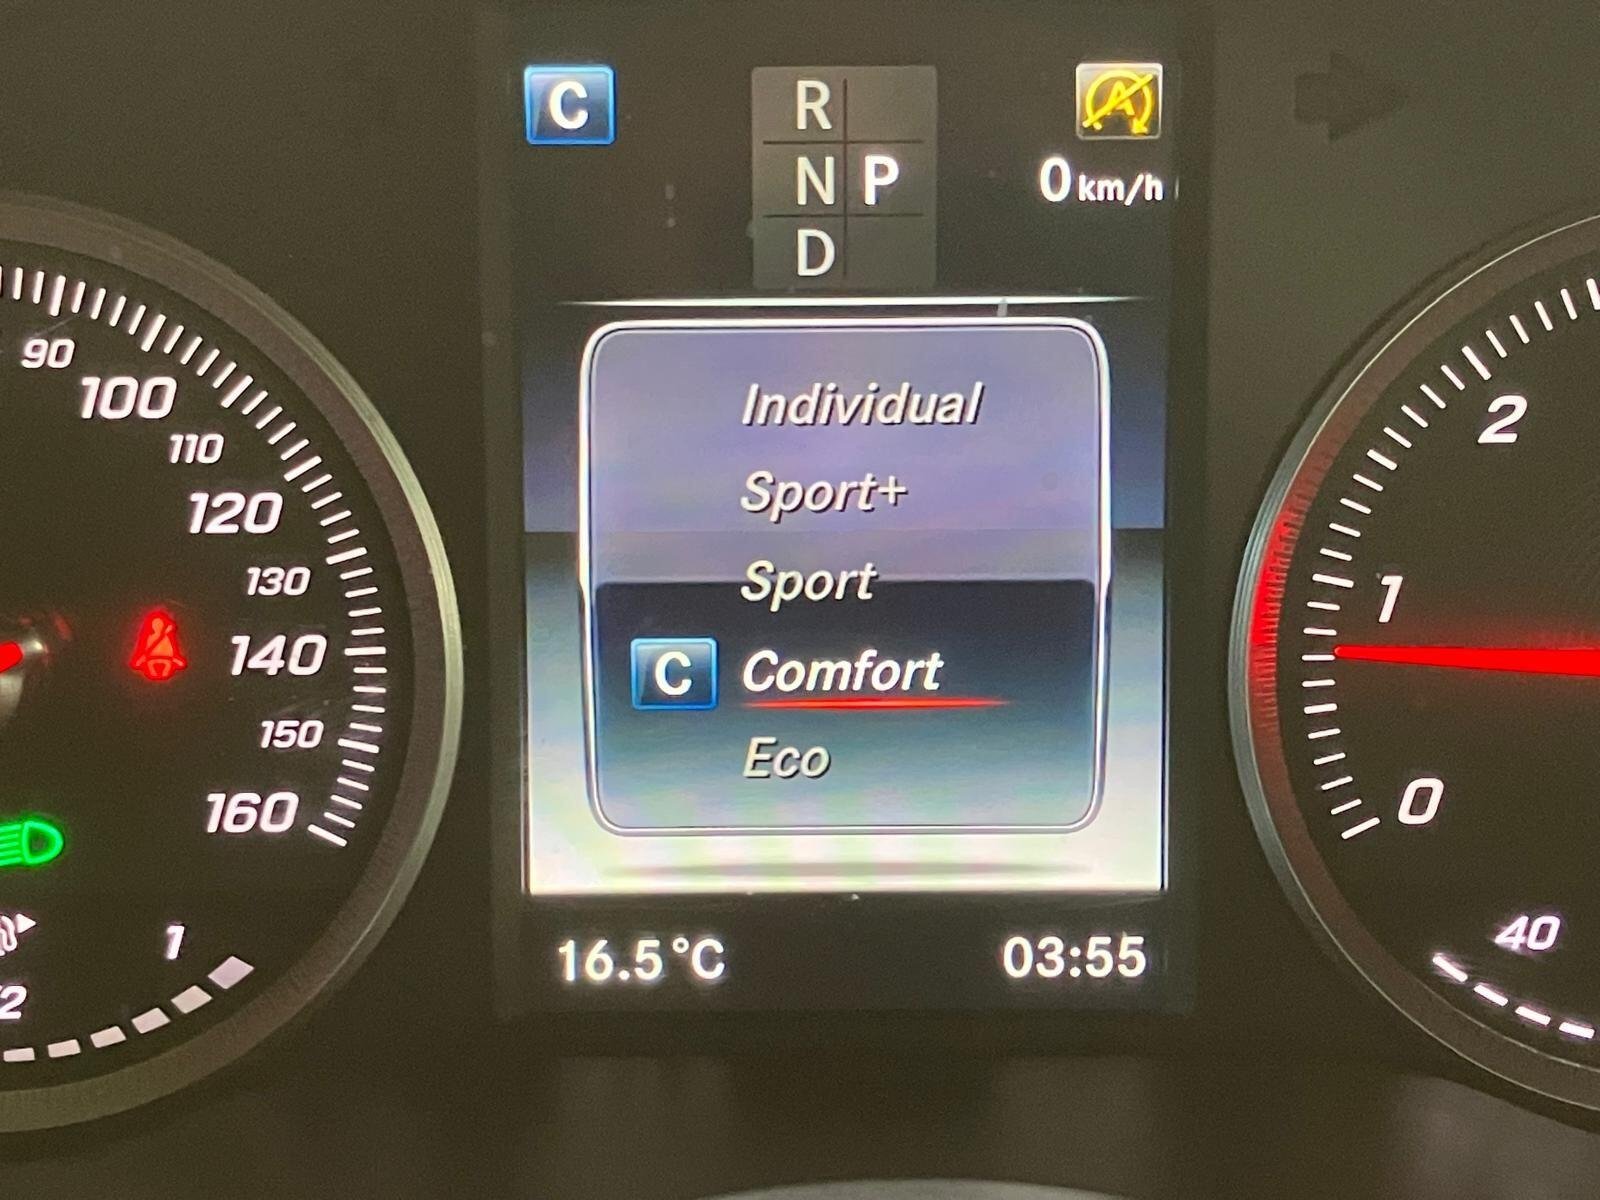 C
R
N P
D
A
0 km/h
Individual
Sport+
Sport
C Comfort
Eco
16.5°C
03:55
90
100
110
120
130
140
150
160
1
2
1
0
40